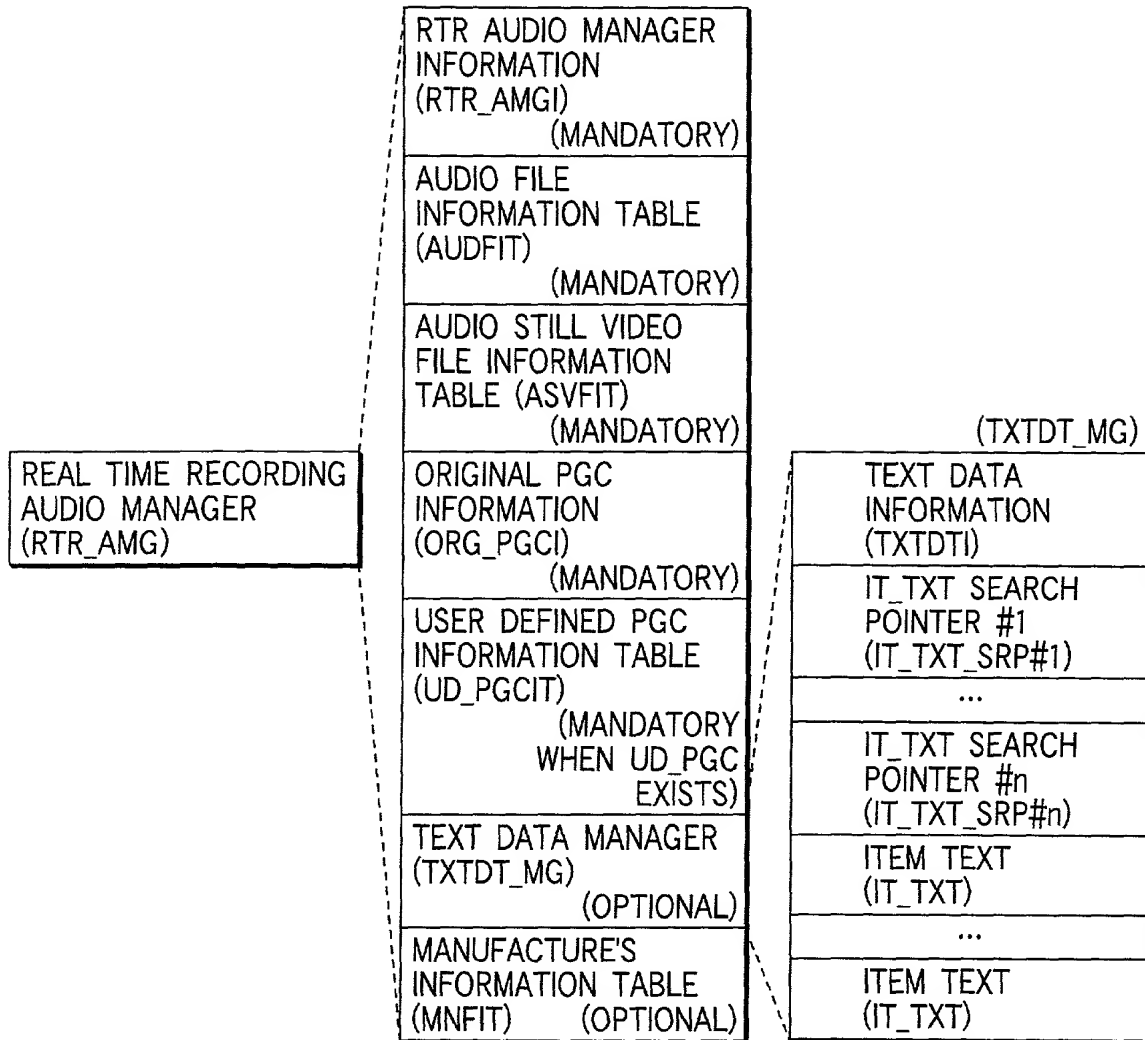 REAL TIME RECORDING
AUDIO MANAGER
(RTR_AMG)
RTR AUDIO MANAGER
INFORMATION
(RTR_AMGI)
(MANDATORY)
AUDIO FILE
INFORMATION TABLE
(AUDFIT)
(MANDATORY)
AUDIO STILL VIDEO
FILE INFORMATION
TABLE (ASVFIT)
(MANDATORY)
ORIGINAL PGC
INFORMATION
(ORG_PGCI)
(MANDATORY)
USER DEFINED PGC
INFORMATION TABLE
(UD_PGCIT)
(MANDATORY
WHEN UD_PGC
EXISTS)
TEXT DATA MANAGER
(TXTDT_MG)
(OPTIONAL)
MANUFACTURE'S
INFORMATION TABLE
(MNFIT) (OPTIONAL)
(TXTDT_MG)
TEXT DATA
INFORMATION
(TXTDTI)
IT_TXT SEARCH
POINTER #1
(IT_TXT_SRP#1)
...
IT_TXT SEARCH
POINTER #n
(IT_TXT_SRP#n)
ITEM TEXT
(IT_TXT)
...
ITEM TEXT
(IT_TXT)